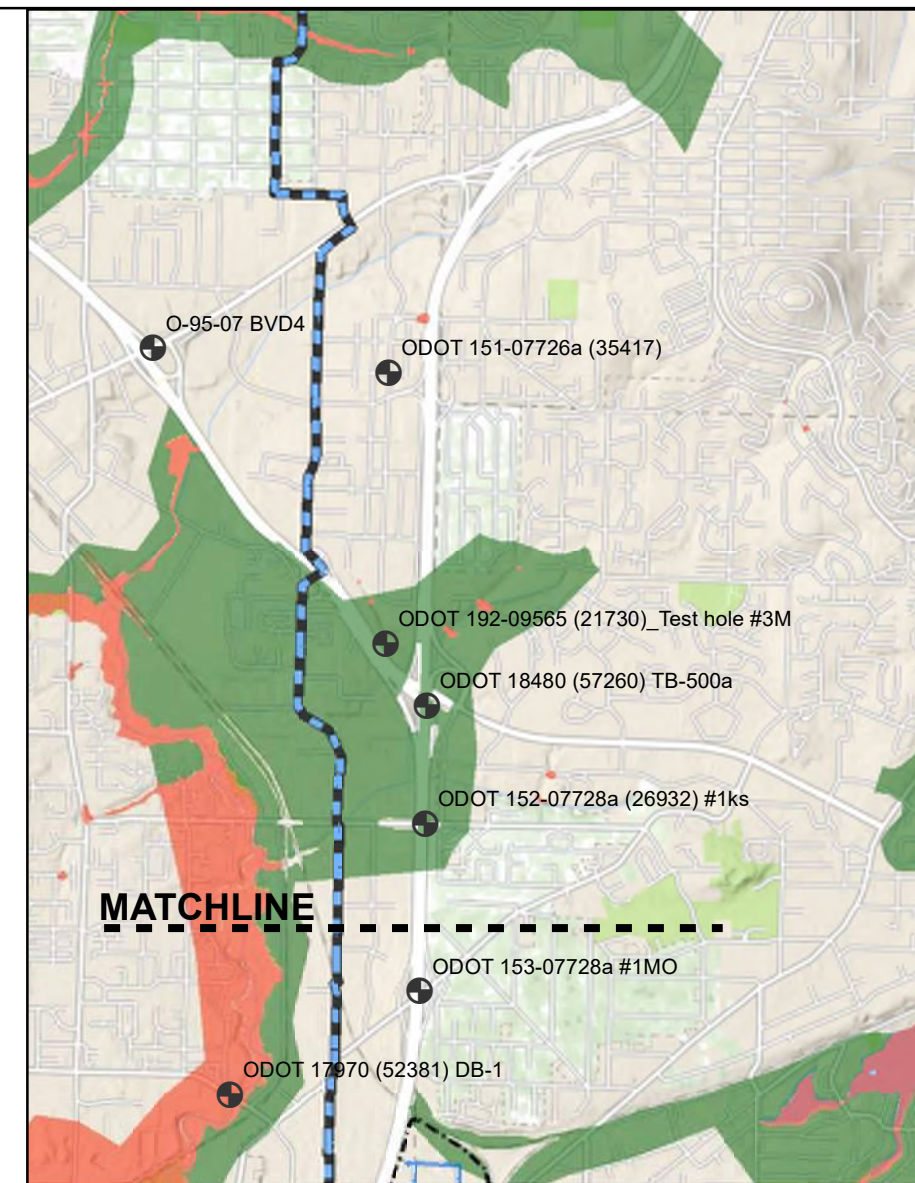 O-95-07 BVD4
ODOT 151-07726a (35417)
ODOT 192-09565 (21730)_Test hole #3M
ODOT 18480 (57260) TB-500a
ODOT 152-07728a (26932) #1ks
MATCHLINE
ODOT 153-07728a #1MO
ODOT 17970 (52381) DB-1